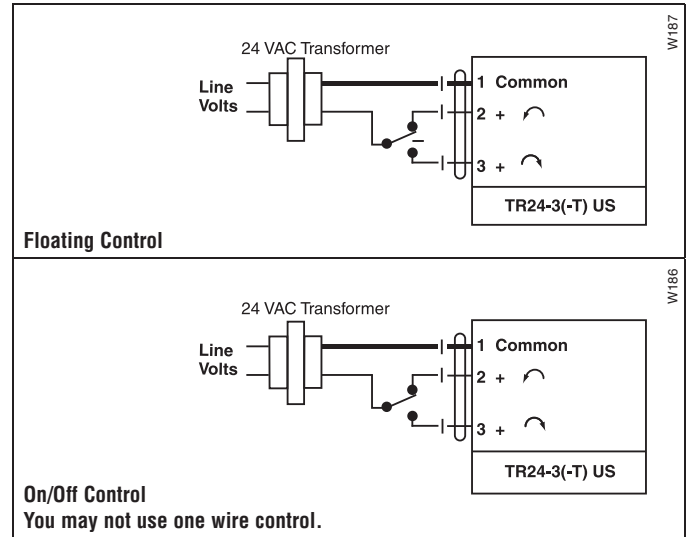 W187
24 VAC Transformer
Line
Volts
1 Common
2 +
3 +
TR24-3(-T) US
Floating Control
W186
24 VAC Transformer
Line
Volts
1 Common
2 +
3 +
TR24-3(-T) US
On/Off Control
You may not use one wire control.